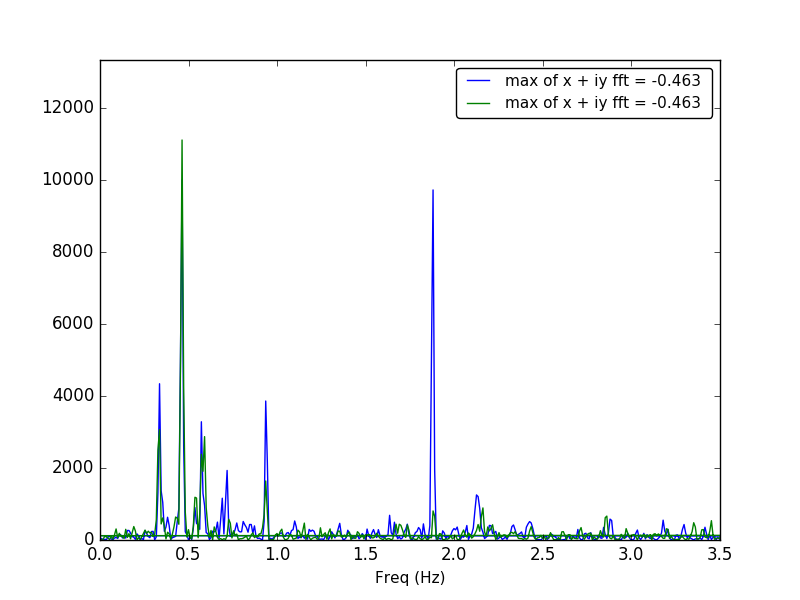 max of x + iy fft = -0.463
max of x + iy fft = -0.463
12000
10000
8000
6000
4000
2000
0
0.0 0.5 1.0 1.5 2.0 2.5 3.0 3.5
Freq (Hz)